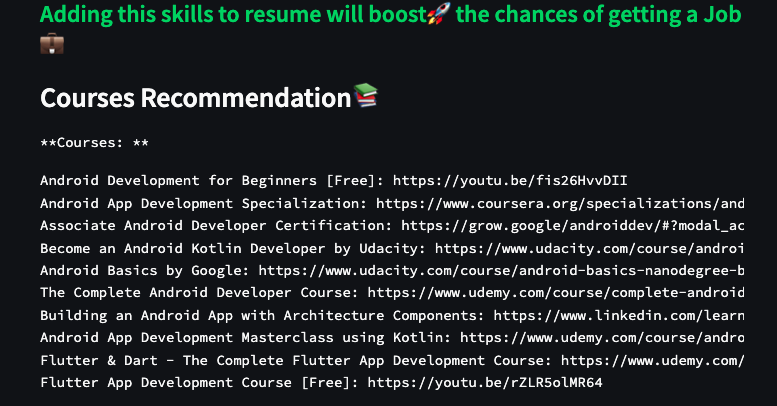 Adding this skills to resume will boost🚀 the chances of getting a Job
💼
Courses Recommendation📚
**Courses: **
Android Development for Beginners [Free]: https://youtu.be/fis26HvvDII
Android App Development Specialization: https://www.coursera.org/specializations/and
Associate Android Developer Certification: https://grow.google/androiddev/#?modal_ac
Become an Android Kotlin Developer by Udacity: https://www.udacity.com/course/androi
Android Basics by Google: https://www.udacity.com/course/android-basics-nanodegree-b
The Complete Android Developer Course: https://www.udemy.com/course/complete-android
Building an Android App with Architecture Components: https://www.linkedin.com/learn
Android App Development Masterclass using Kotlin: https://www.udemy.com/course/andro
Flutter & Dart - The Complete Flutter App Development Course: https://www.udemy.com/
Flutter App Development Course [Free]: https://youtu.be/rZLR5olMR64